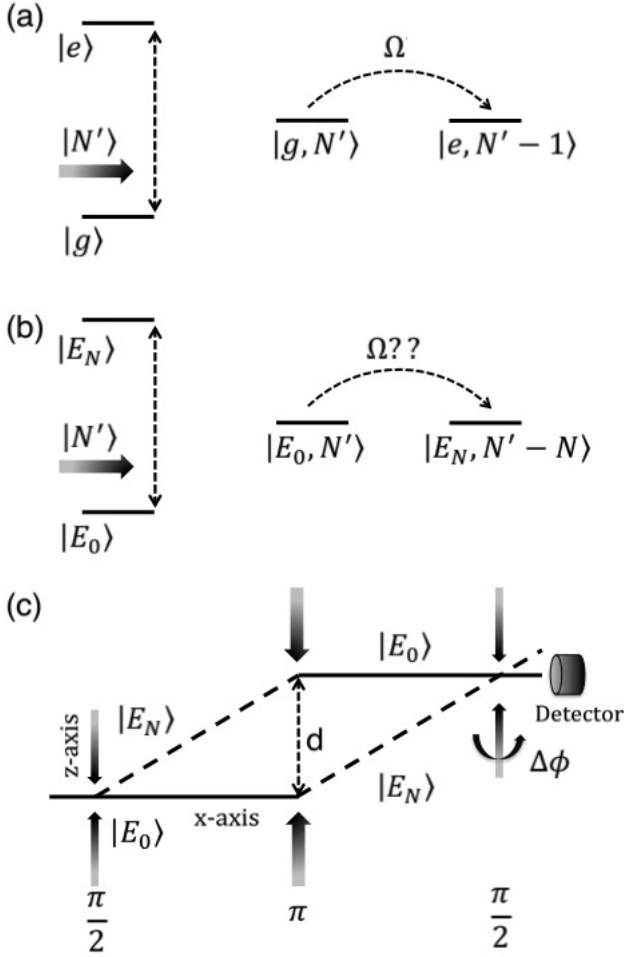 (a)
|e⟩
Ω
|N′⟩
|g, N′⟩
|e, N′ − 1⟩
|g⟩
(b)
|E_N⟩
Ω??
|N′⟩
|E_0, N′⟩
|E_N, N′ − N⟩
|E_0⟩
(c)
|E_0⟩
|E_N⟩
z-axis
d
Detector
Δϕ
|E_0⟩
x-axis
|E_N⟩
π/2
π
π/2